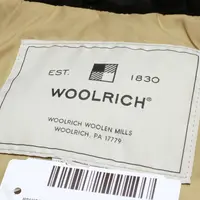 EST. 1830
WOOLRICH®
WOOLRICH WOOLEN MILLS
WOOLRICH, PA 17779